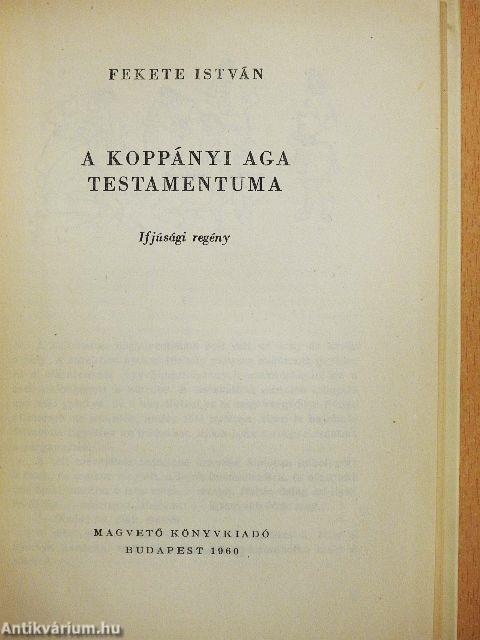 FEKETE ISTVÁN
A KOPPÁNYI AGA
TESTAMENTUMA
Ifjúsági regény
MAGVETŐ KÖNYVKIADÓ
BUDAPEST 1960
Antikvárium.hu